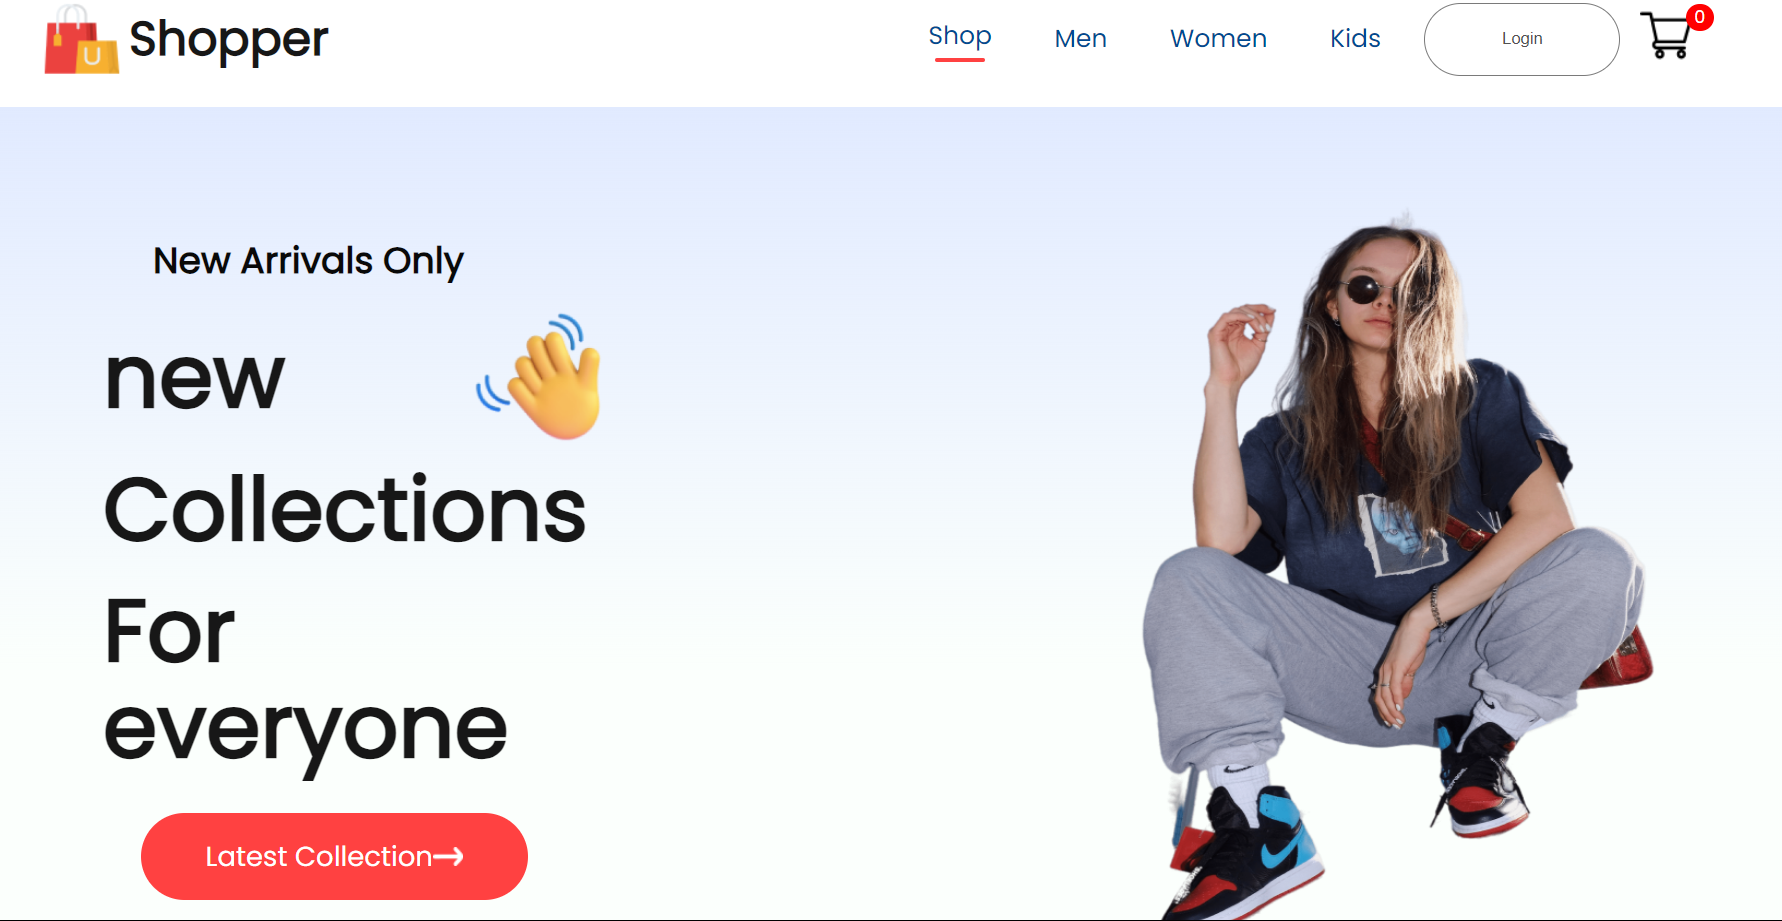 Shopper
Shop Men Women Kids Login 0
New Arrivals Only
new
Collections
For
everyone
Latest Collection